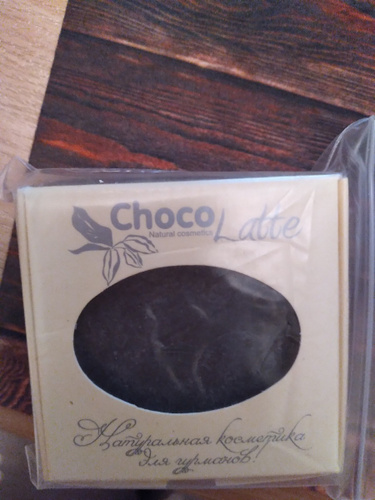 Choco Latte
Natural cosmetics
Натуральная косметика
для гурманов!